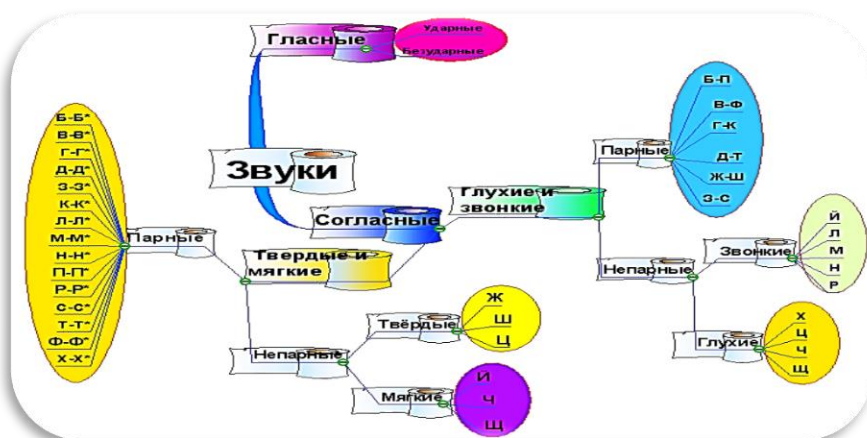 Звуки
Гласные
Ударные
Безударные
Согласные
Глухие и
звонкие
Парные
Б-П
В-Ф
Г-К
Д-Т
Ж-Ш
З-С
Непарные
Звонкие
Й
Л
М
Н
Р
Глухие
Х
Ц
Ч
Щ
Твердые и
мягкие
Парные
Б-Б*
В-В*
Г-Г*
Д-Д*
З-З*
К-К*
Л-Л*
М-М*
Н-Н*
П-П*
Р-Р*
С-С*
Т-Т*
Ф-Ф*
Х-Х*
Непарные
Твёрдые
Ж
Ш
Ц
Мягкие
Й
Ч
Щ